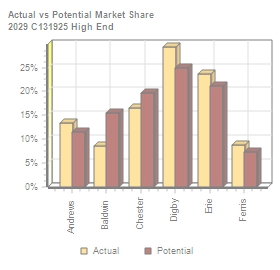 Actual vs Potential Market Share
2029 C131925 High End
25%
20%
15%
10%
5%
0%
Andrews
Baldwin
Chester
Digby
Erie
Ferris
Actual
Potential